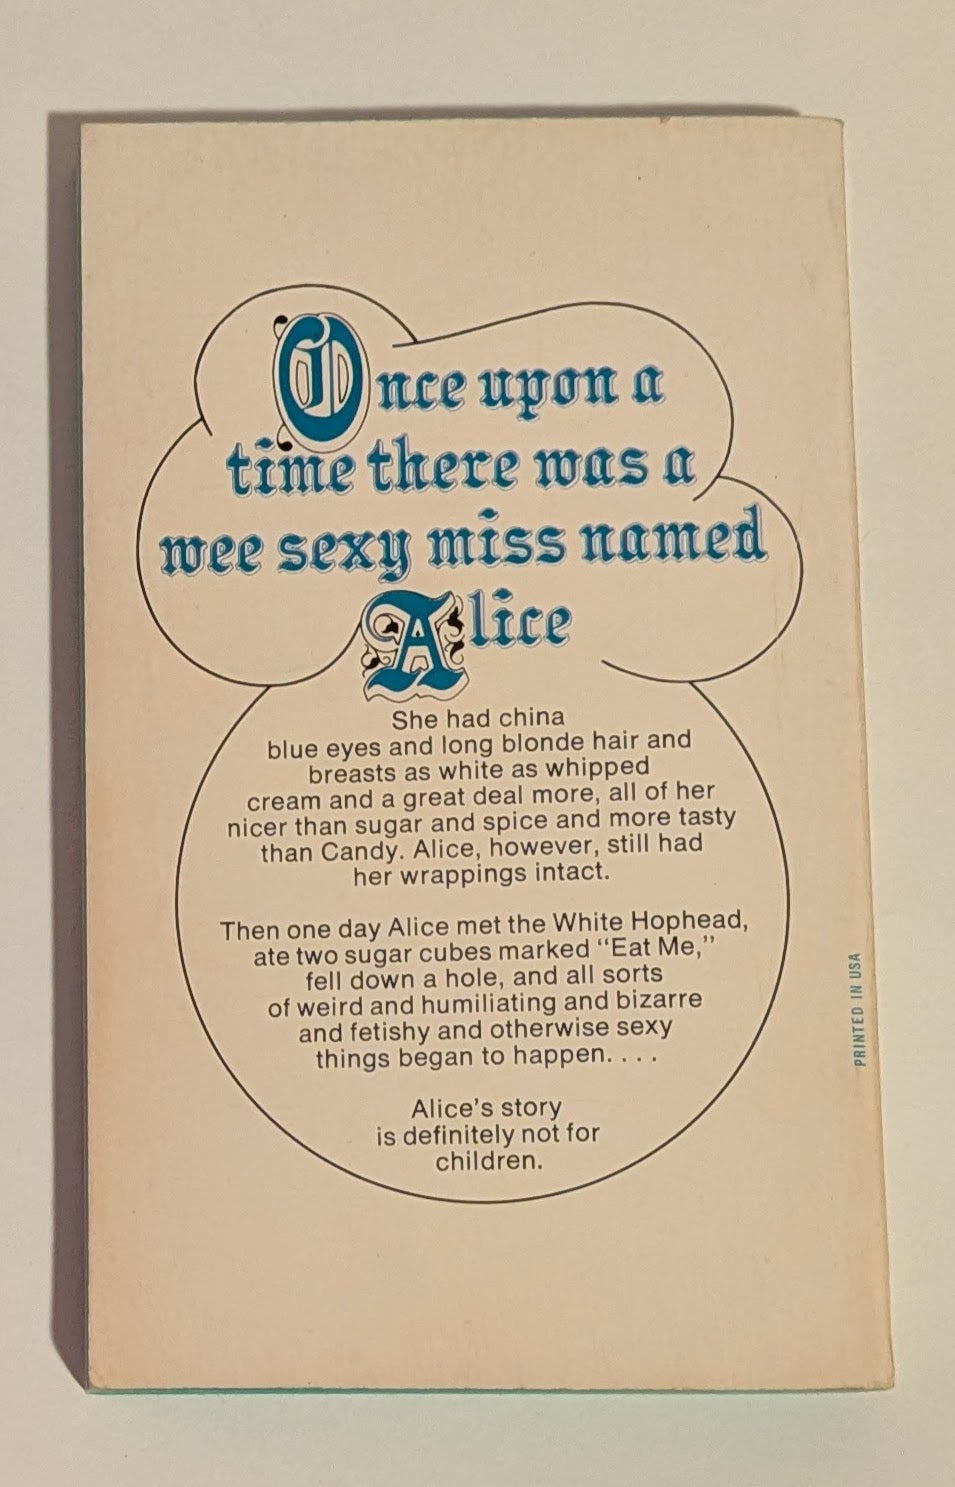 Once upon a
time there was a
wee sexy miss named
Alice
She had china
blue eyes and long blonde hair and
breasts as white as whipped
cream and a great deal more, all of her
nicer than sugar and spice and more tasty
than Candy. Alice, however, still had
her wrappings intact.
Then one day Alice met the White Hophead,
ate two sugar cubes marked “Eat Me,”
fell down a hole, and all sorts
of weird and humiliating and bizarre
and fetishy and otherwise sexy
things began to happen. . . .
Alice's story
is definitely not for
children.
PRINTED IN USA